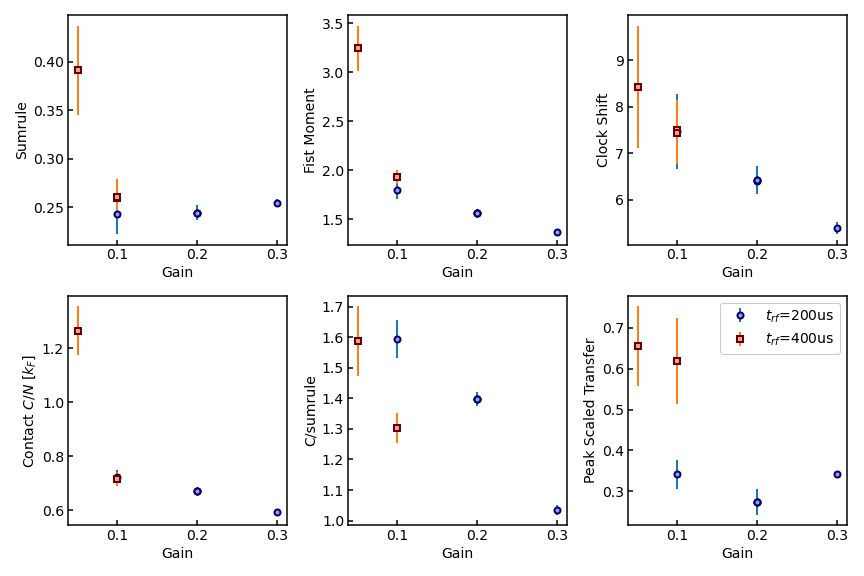 Sumrule
0.40
0.35
0.30
0.25
0.1 0.2 0.3
Gain
Fist Moment
3.5
3.0
2.5
2.0
1.5
0.1 0.2 0.3
Gain
Clock Shift
9
8
7
6
0.1 0.2 0.3
Gain
Contact C/N [k_F]
1.2
1.0
0.8
0.6
0.1 0.2 0.3
Gain
C/sumrule
1.7
1.6
1.5
1.4
1.3
1.2
1.1
1.0
0.1 0.2 0.3
Gain
Peak Scaled Transfer
0.7
0.6
0.5
0.4
0.3
0.1 0.2 0.3
Gain
t_rf=200us
t_rf=400us